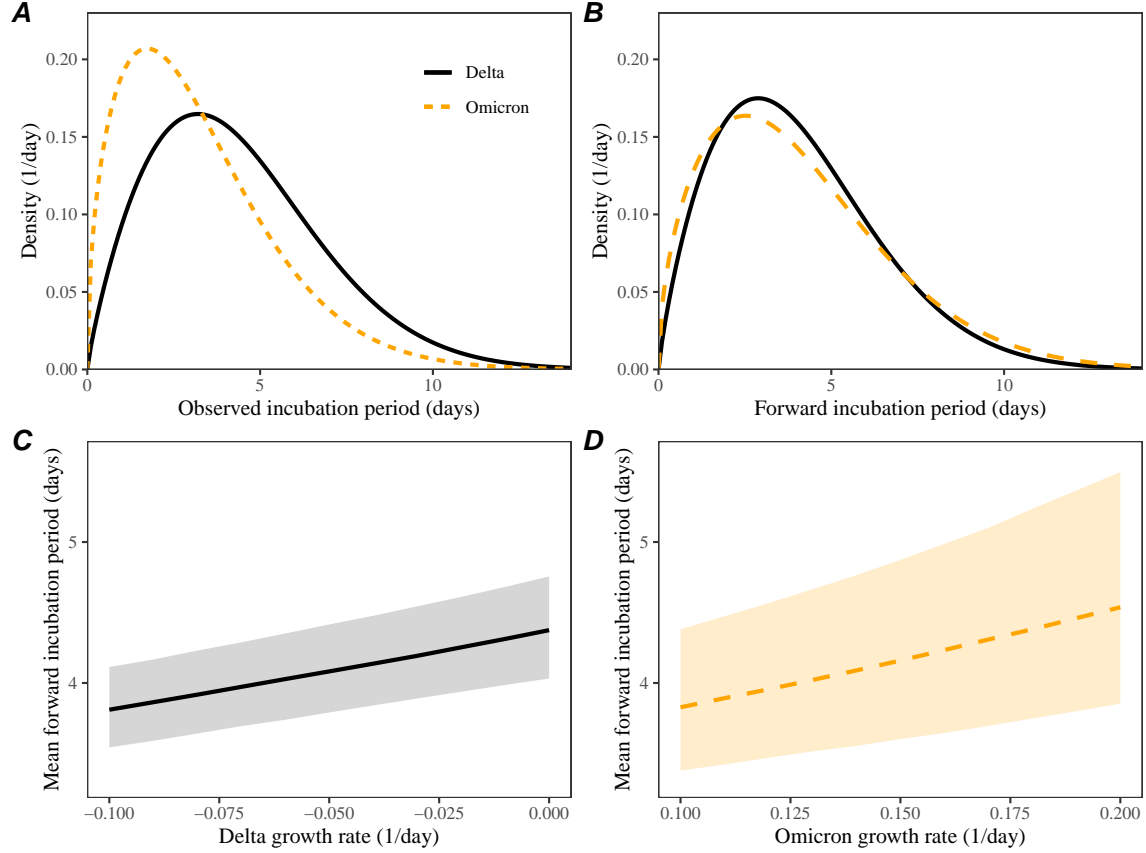 A
Density (1/day)
0.20
0.15
0.10
0.05
0.00
Delta
Omicron
0
5
10
Observed incubation period (days)
B
Density (1/day)
0.20
0.15
0.10
0.05
0.00
0
5
10
Forward incubation period (days)
C
Mean forward incubation period (days)
5
4
−0.100
−0.075
−0.050
−0.025
0.000
Delta growth rate (1/day)
D
Mean forward incubation period (days)
5
4
0.100
0.125
0.150
0.175
0.200
Omicron growth rate (1/day)